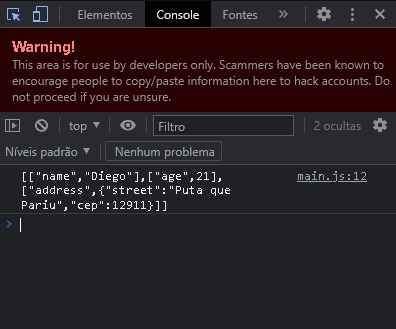 Elementos Console Fontes »
Warning!
This area is for use by developers only. Scammers have been known to
encourage people to copy/paste information here to hack accounts. Do
not proceed if you are unsure.
top Filtro 2 ocultas
Níveis padrão Nenhum problema
[["name","Diego"],["age",21], main.js:12
["address",{"street":"Puta que
Pariu","cep":12911}]]
>